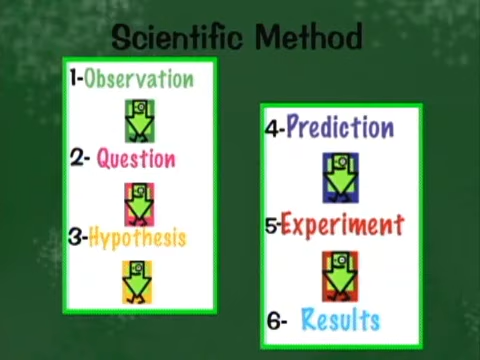 Scientific Method
1-Observation
2- Question
3-Hypothesis
4-Prediction
5-Experiment
6- Results